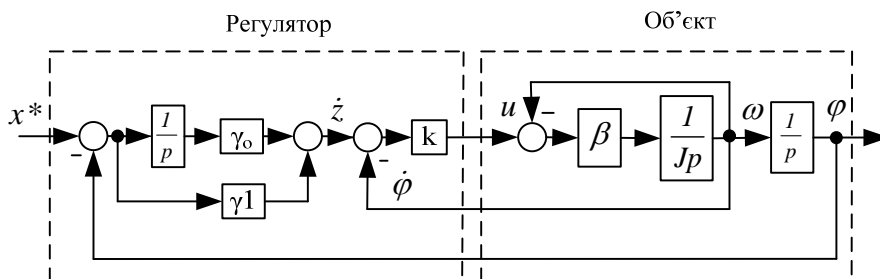 Регулятор
Об’єкт
x*
-
1/p
γₒ
γ1
ż
-
φ̇
k
u
-
β
1/Jp
ω
1/p
φ